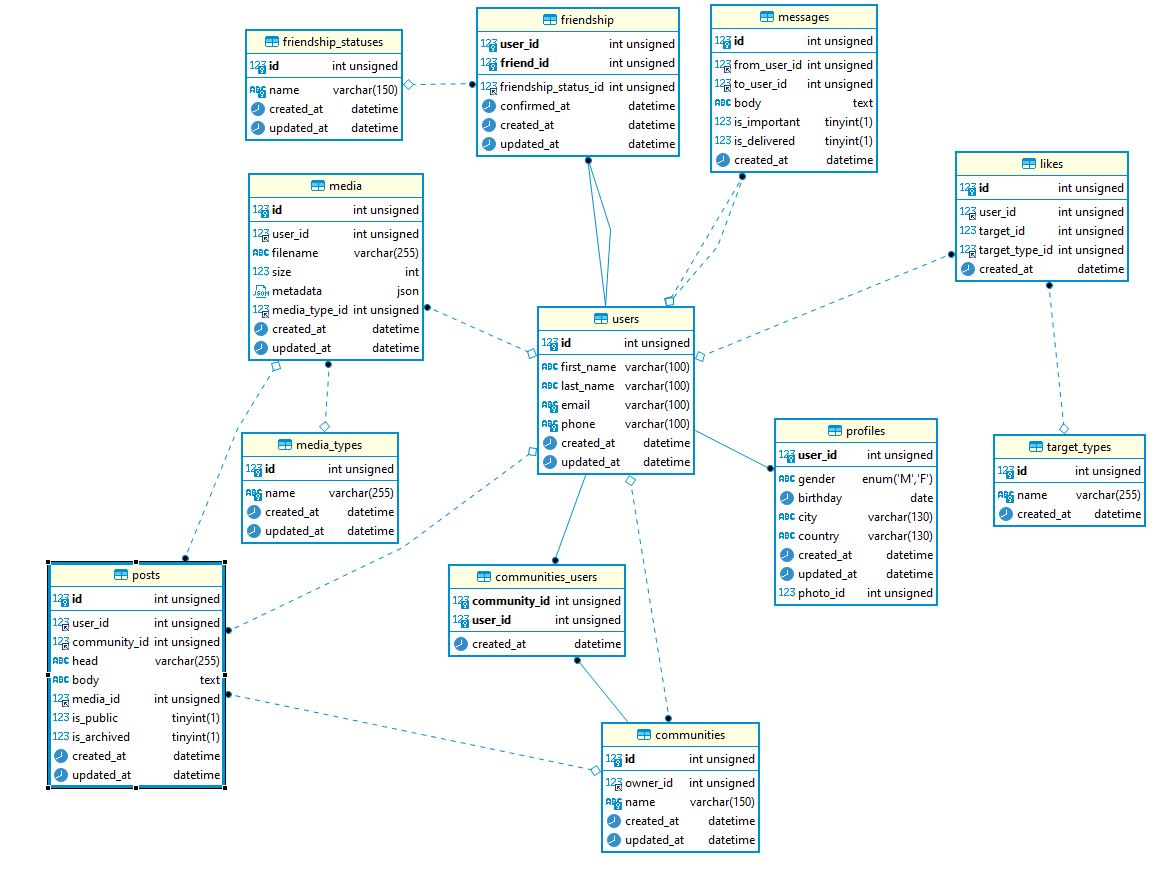 friendship_statuses
id int unsigned
name varchar(150)
created_at datetime
updated_at datetime
friendship
user_id int unsigned
friend_id int unsigned
friendship_status_id int unsigned
confirmed_at datetime
created_at datetime
updated_at datetime
messages
id int unsigned
from_user_id int unsigned
to_user_id int unsigned
body text
is_important tinyint(1)
is_delivered tinyint(1)
created_at datetime
likes
id int unsigned
user_id int unsigned
target_id int unsigned
target_type_id int unsigned
created_at datetime
media
id int unsigned
user_id int unsigned
filename varchar(255)
size int
metadata json
media_type_id int unsigned
created_at datetime
updated_at datetime
users
id int unsigned
first_name varchar(100)
last_name varchar(100)
email varchar(100)
phone varchar(100)
created_at datetime
updated_at datetime
media_types
id int unsigned
name varchar(255)
created_at datetime
updated_at datetime
profiles
user_id int unsigned
gender enum('M','F')
birthday date
city varchar(130)
country varchar(130)
created_at datetime
updated_at datetime
photo_id int unsigned
target_types
id int unsigned
name varchar(255)
created_at datetime
posts
id int unsigned
user_id int unsigned
community_id int unsigned
head varchar(255)
body text
media_id int unsigned
is_public tinyint(1)
is_archived tinyint(1)
created_at datetime
updated_at datetime
communities_users
community_id int unsigned
user_id int unsigned
created_at datetime
communities
id int unsigned
owner_id int unsigned
name varchar(150)
created_at datetime
updated_at datetime